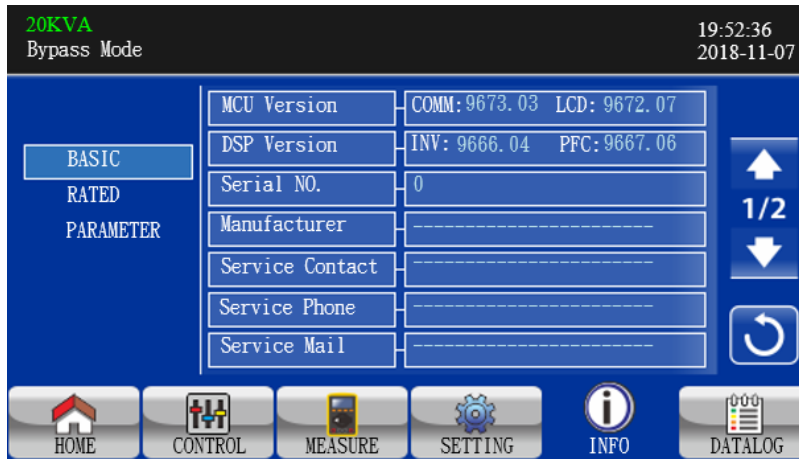 20KVA
Bypass Mode
19:52:36
2018-11-07
BASIC
RATED
PARAMETER
MCU Version COMM: 9673.03 LCD: 9672.07
DSP Version INV: 9666.04 PFC: 9667.06
Serial NO. 0
Manufacturer ------------------------
Service Contact ------------------------
Service Phone ------------------------
Service Mail ------------------------
1/2
HOME CONTROL MEASURE SETTING INFO DATALOG